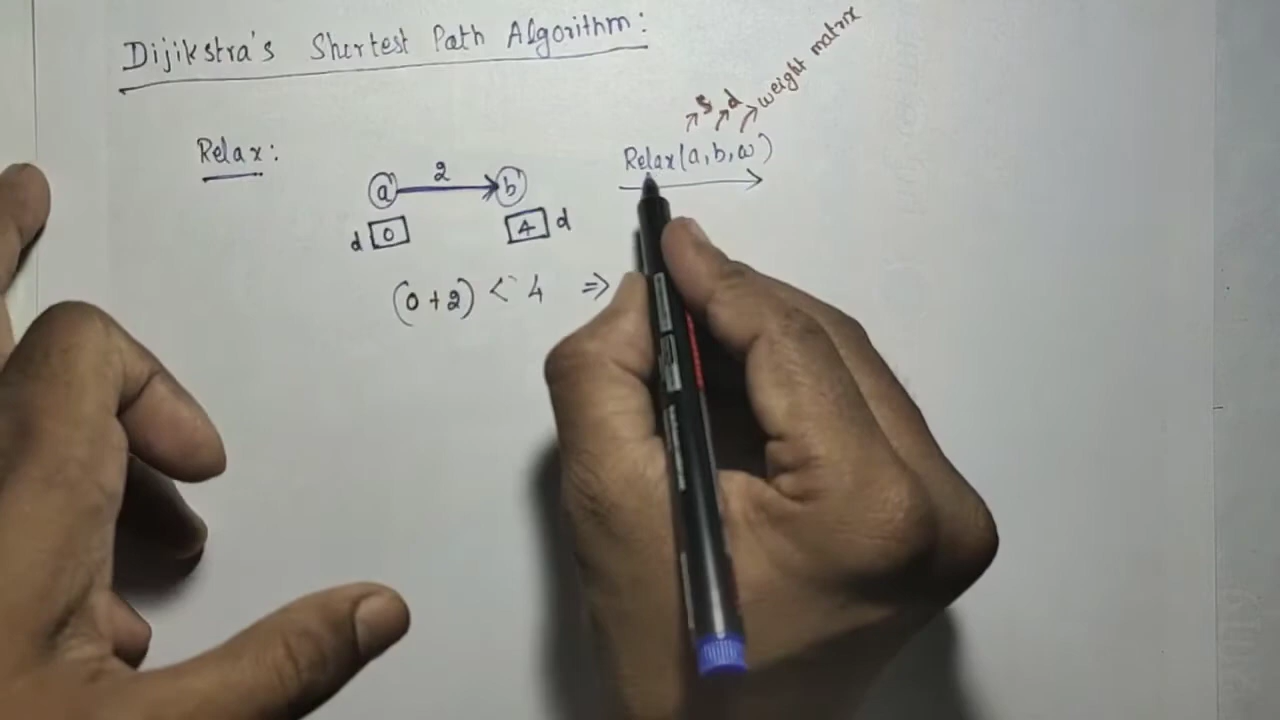 Dijikstra's Shortest Path Algorithm:
s d weight matrix
Relax: Relax(a, b, w)
a 2 b
d 0 4 d
(0+2) < 4 ⇒